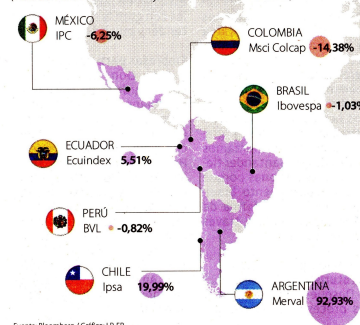 MÉXICO
IPC -6,25%
COLOMBIA
Msci Colcap -14,38%
BRASIL
Ibovespa -1,03%
ECUADOR
Ecuindex 5,51%
PERÚ
BVL -0,82%
CHILE
Ipsa 19,99%
ARGENTINA
Merval 92,93%